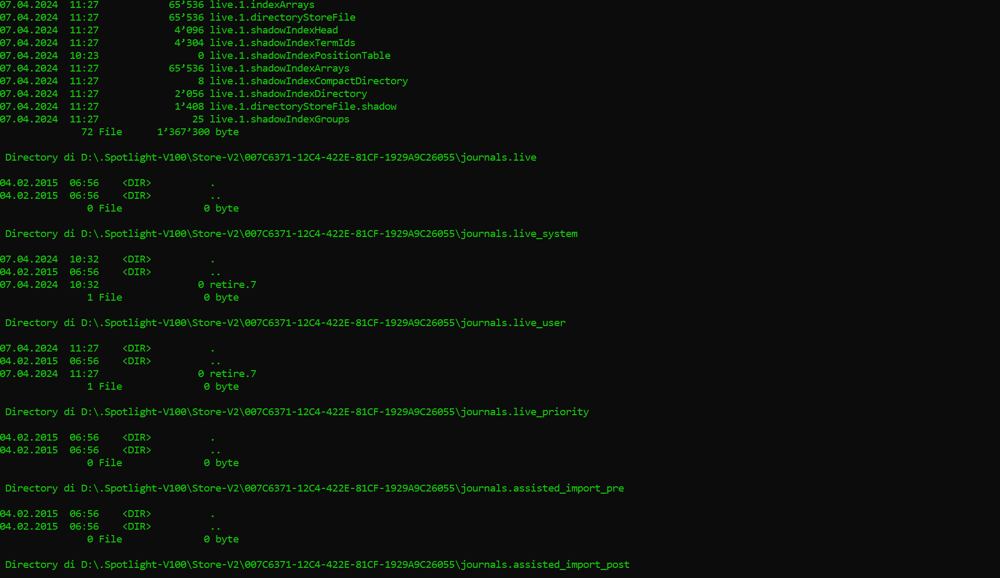 07.04.2024  11:27            65’536 live.1.indexArrays
07.04.2024  11:27            65’536 live.1.directoryStoreFile
07.04.2024  11:27             4’096 live.1.shadowIndexHead
07.04.2024  11:27             4’304 live.1.shadowIndexTermIds
07.04.2024  10:23                 0 live.1.shadowIndexPositionTable
07.04.2024  11:27            65’536 live.1.shadowIndexArrays
07.04.2024  11:27                 8 live.1.shadowIndexCompactDirectory
07.04.2024  11:27             2’056 live.1.shadowIndexDirectory
07.04.2024  11:27             1’408 live.1.directoryStoreFile.shadow
07.04.2024  11:27                25 live.1.shadowIndexGroups
              72 File      1’367’300 byte

 Directory di D:\.Spotlight-V100\Store-V2\007C6371-12C4-422E-81CF-1929A9C26055\journals.live

04.02.2015  06:56    <DIR>          .
04.02.2015  06:56    <DIR>          ..
               0 File              0 byte

 Directory di D:\.Spotlight-V100\Store-V2\007C6371-12C4-422E-81CF-1929A9C26055\journals.live_system

07.04.2024  10:32    <DIR>          .
04.02.2015  06:56    <DIR>          ..
07.04.2024  10:32                 0 retire.7
               1 File              0 byte

 Directory di D:\.Spotlight-V100\Store-V2\007C6371-12C4-422E-81CF-1929A9C26055\journals.live_user

07.04.2024  11:27    <DIR>          .
04.02.2015  06:56    <DIR>          ..
07.04.2024  11:27                 0 retire.7
               1 File              0 byte

 Directory di D:\.Spotlight-V100\Store-V2\007C6371-12C4-422E-81CF-1929A9C26055\journals.live_priority

04.02.2015  06:56    <DIR>          .
04.02.2015  06:56    <DIR>          ..
               0 File              0 byte

 Directory di D:\.Spotlight-V100\Store-V2\007C6371-12C4-422E-81CF-1929A9C26055\journals.assisted_import_pre

04.02.2015  06:56    <DIR>          .
04.02.2015  06:56    <DIR>          ..
               0 File              0 byte

 Directory di D:\.Spotlight-V100\Store-V2\007C6371-12C4-422E-81CF-1929A9C26055\journals.assisted_import_post